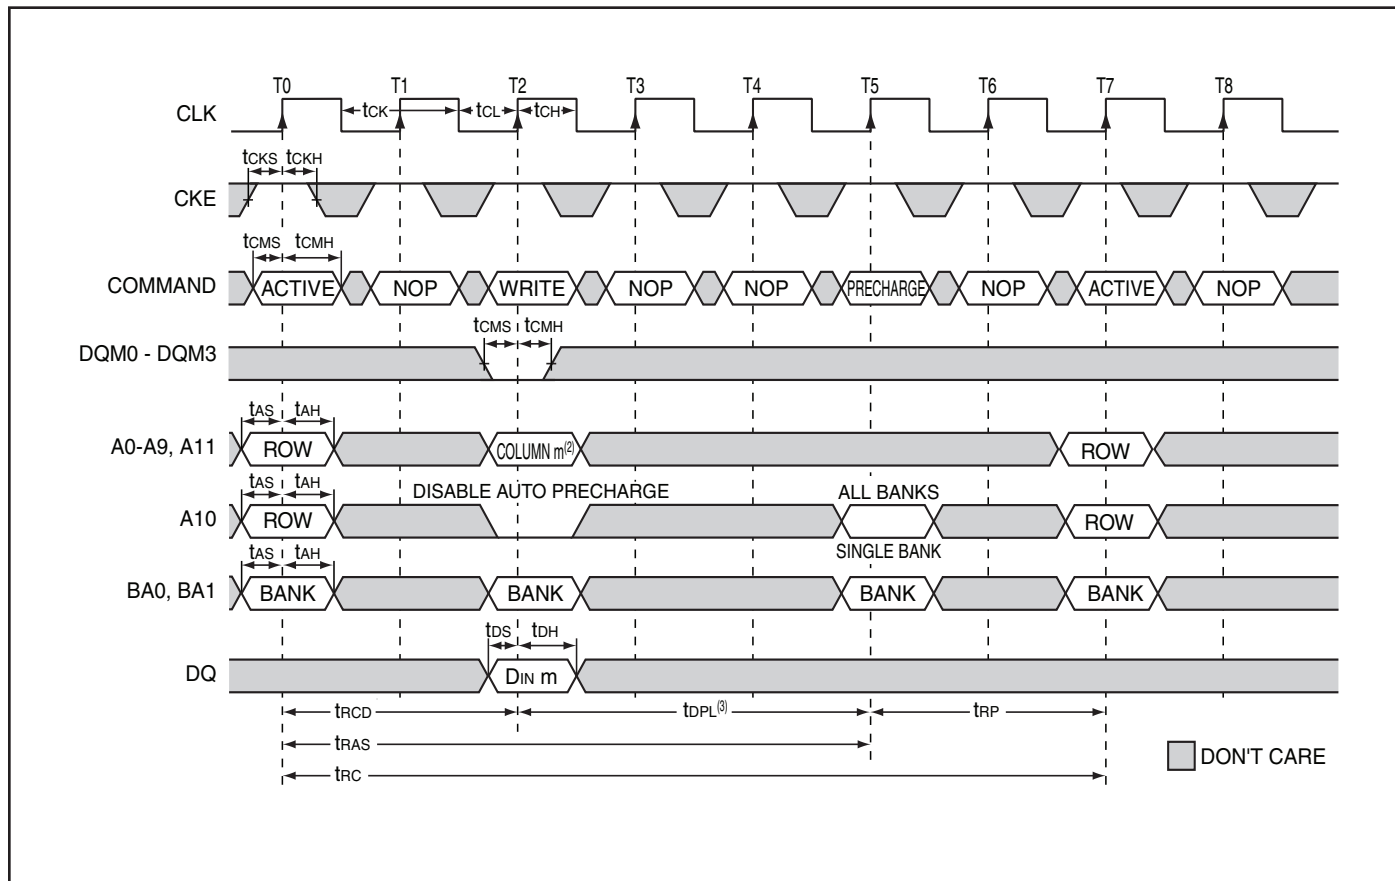 T0 T1 T2 T3 T4 T5 T6 T7 T8
CLK tCK tCL tCH
tCKS tCKH
CKE
tCMS tCMH
COMMAND ACTIVE NOP WRITE NOP NOP PRECHARGE NOP ACTIVE NOP
tCMS tCMH
DQM0 - DQM3
tAS tAH
A0-A9, A11 ROW COLUMN m(2) ROW
tAS tAH DISABLE AUTO PRECHARGE ALL BANKS
A10 ROW ROW
tAS tAH SINGLE BANK
BA0, BA1 BANK BANK BANK BANK
tDS tDH
DQ DIN m
tRCD tDPL(3) tRP
tRAS
DON'T CARE
tRC